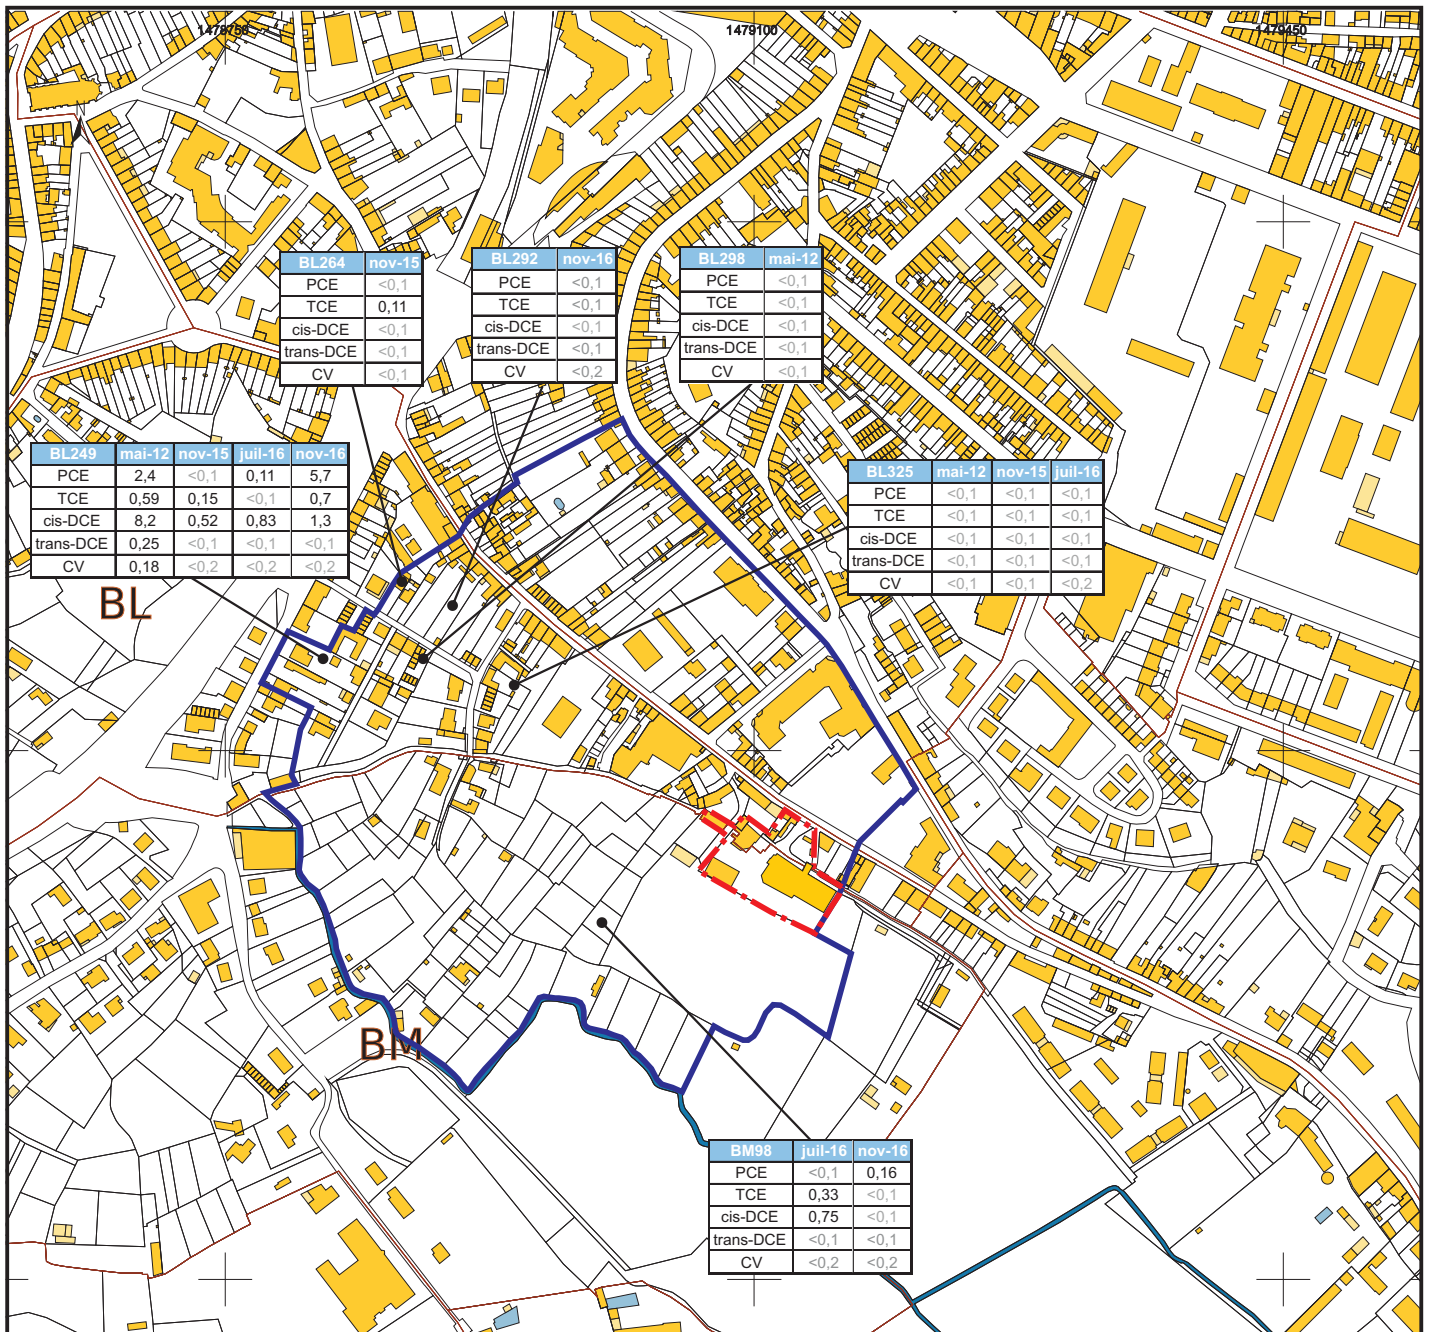 1478750 1479100 1479450
BL264 nov-15
PCE <0,1
TCE 0,11
cis-DCE <0,1
trans-DCE <0,1
CV <0,1
BL292 nov-16
PCE <0,1
TCE <0,1
cis-DCE <0,1
trans-DCE <0,1
CV <0,2
BL298 mai-12
PCE <0,1
TCE <0,1
cis-DCE <0,1
trans-DCE <0,1
CV <0,1
BL249 mai-12 nov-15 juil-16 nov-16
PCE 2,4 <0,1 0,11 5,7
TCE 0,59 0,15 <0,1 0,7
cis-DCE 8,2 0,52 0,83 1,3
trans-DCE 0,25 <0,1 <0,1 <0,1
CV 0,18 <0,2 <0,2 <0,2
BL325 mai-12 nov-15 juil-16
PCE <0,1 <0,1 <0,1
TCE <0,1 <0,1 <0,1
cis-DCE <0,1 <0,1 <0,1
trans-DCE <0,1 <0,1 <0,1
CV <0,1 <0,1 <0,2
BL
BM
BM98 juil-16 nov-16
PCE <0,1 0,16
TCE 0,33 <0,1
cis-DCE 0,75 <0,1
trans-DCE <0,1 <0,1
CV <0,2 <0,2